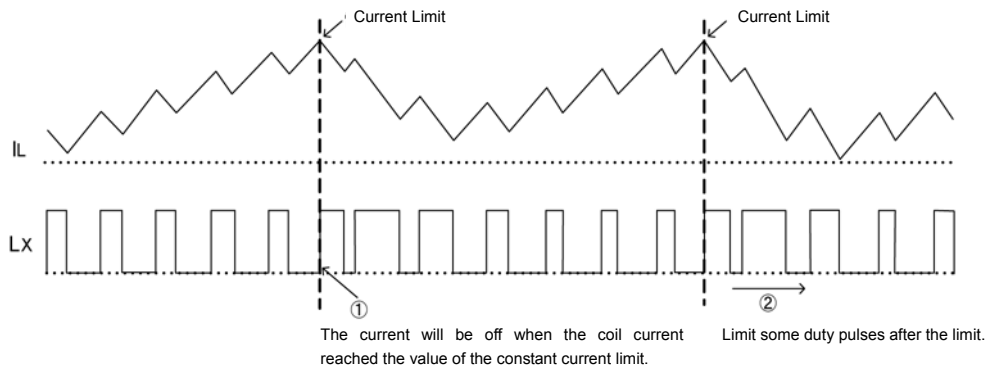 Current Limit
Current Limit
IL
Lx
①
②
The current will be off when the coil current
reached the value of the constant current limit.
Limit some duty pulses after the limit.